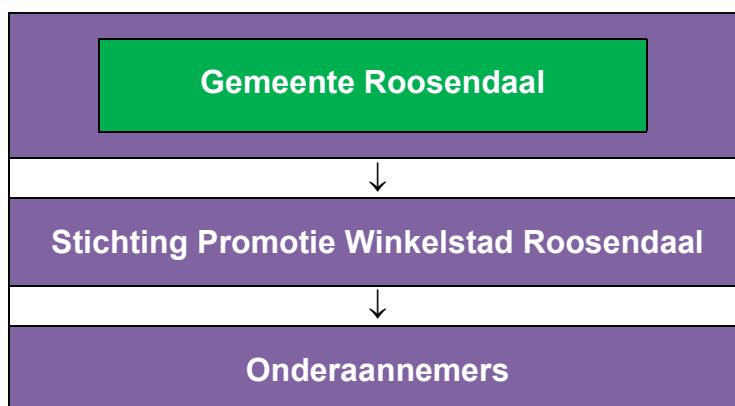 Gemeente Roosendaal
↓
Stichting Promotie Winkelstad Roosendaal
↓
Onderaannemers